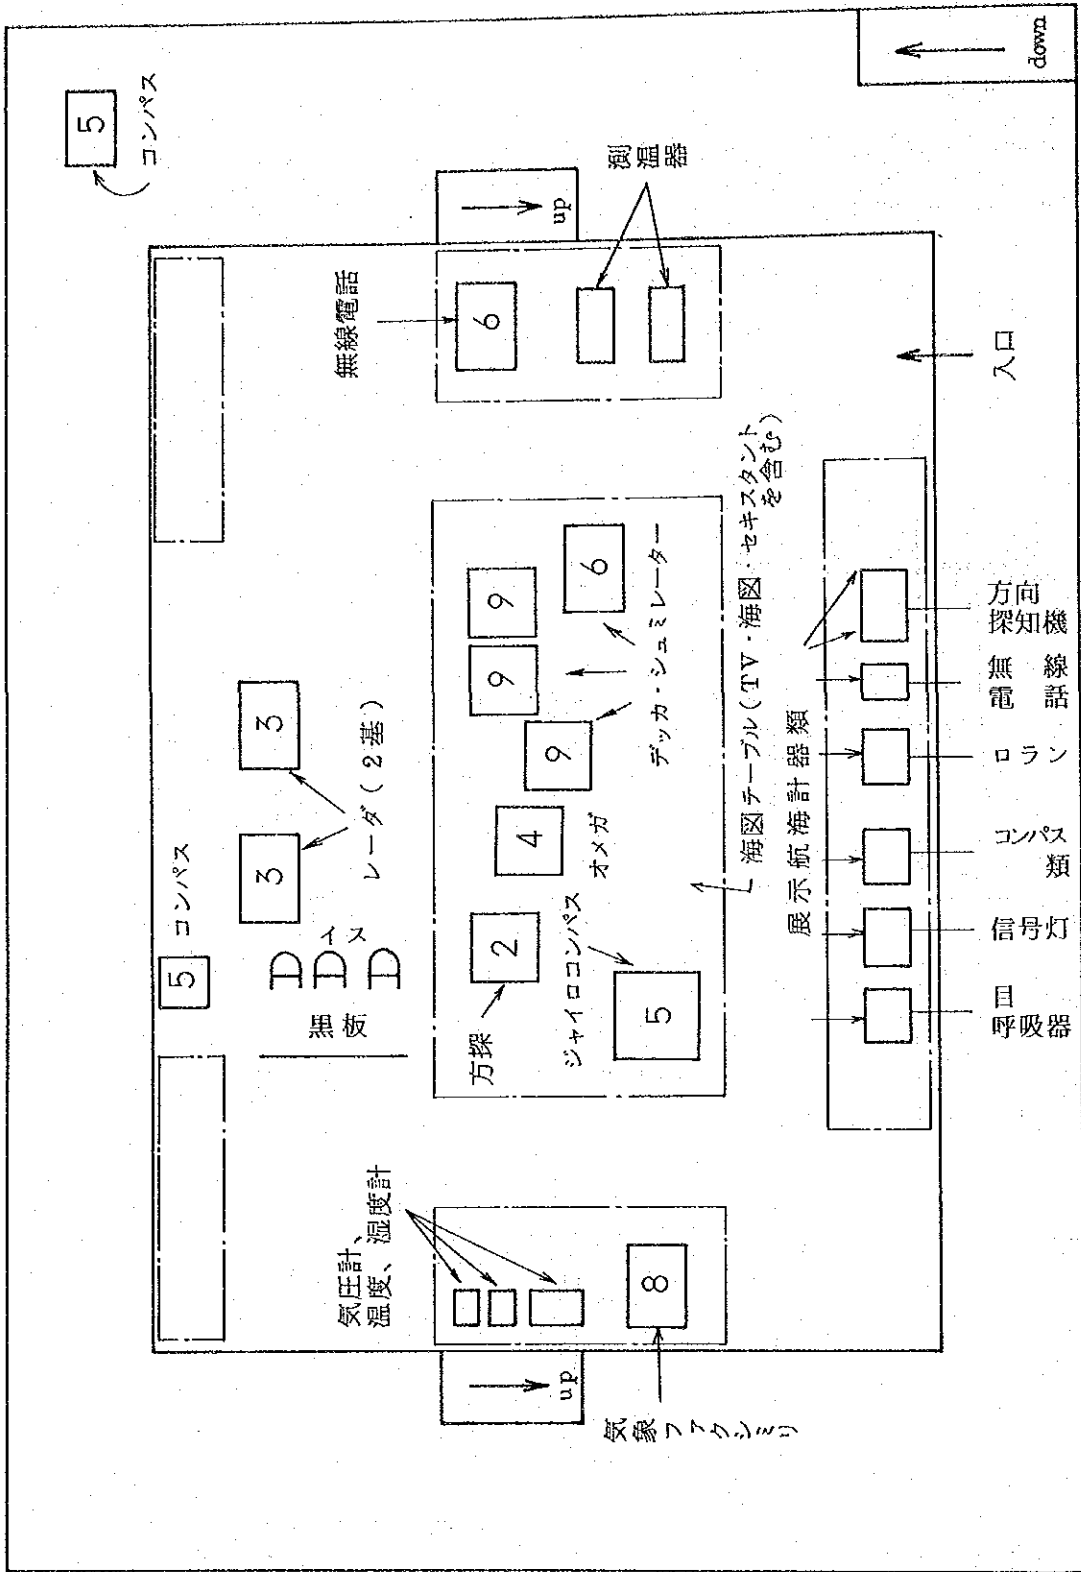 5
コンパス
down
up
無線電話
6
測温器
入口
5
コンパス
3
3
レーダ(2基)
イス
黒板
9
9
9
6
デッカ・シュミレーター
4
オメガ
2
方探
ジャイロコンパス
5
海図テーブル(TV・海図・セキスタント
を含む)
気圧計、
温度、湿度計
8
up
気象ファクシミリ
展示航海計器類
方向
探知機
無線
電話
ロラン
コンパス
類
信号灯
目
呼吸器